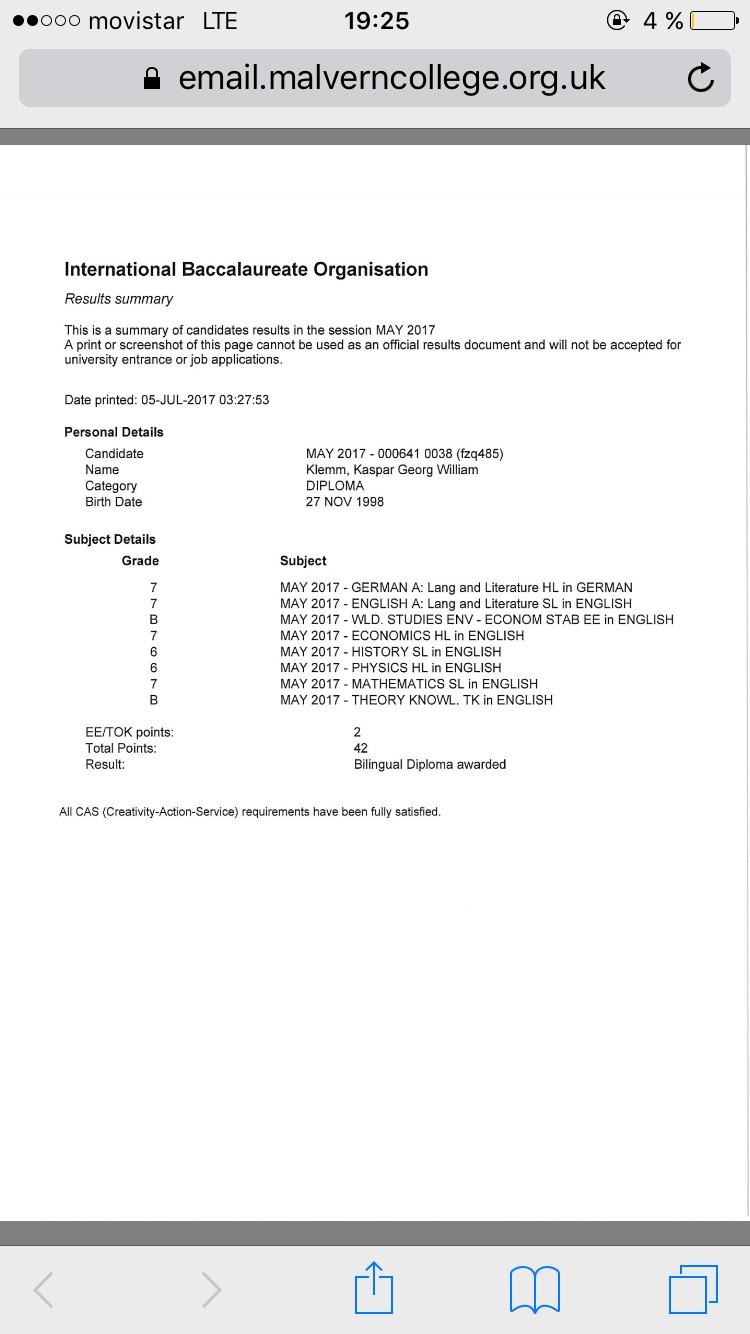 movistar LTE 19:25 4 %
email.malverncollege.org.uk
International Baccalaureate Organisation
Results summary
This is a summary of candidates results in the session MAY 2017
A print or screenshot of this page cannot be used as an official results document and will not be accepted for
university entrance or job applications.
Date printed: 05-JUL-2017 03:27:53
Personal Details
Candidate MAY 2017 - 000641 0038 (fzq485)
Name Klemm, Kaspar Georg William
Category DIPLOMA
Birth Date 27 NOV 1998
Subject Details
Grade Subject
7 MAY 2017 - GERMAN A: Lang and Literature HL in GERMAN
7 MAY 2017 - ENGLISH A: Lang and Literature SL in ENGLISH
B MAY 2017 - WLD. STUDIES ENV - ECONOM STAB EE in ENGLISH
7 MAY 2017 - ECONOMICS HL in ENGLISH
6 MAY 2017 - HISTORY SL in ENGLISH
6 MAY 2017 - PHYSICS HL in ENGLISH
7 MAY 2017 - MATHEMATICS SL in ENGLISH
B MAY 2017 - THEORY KNOWL. TK in ENGLISH
EE/TOK points: 2
Total Points: 42
Result: Bilingual Diploma awarded
All CAS (Creativity-Action-Service) requirements have been fully satisfied.